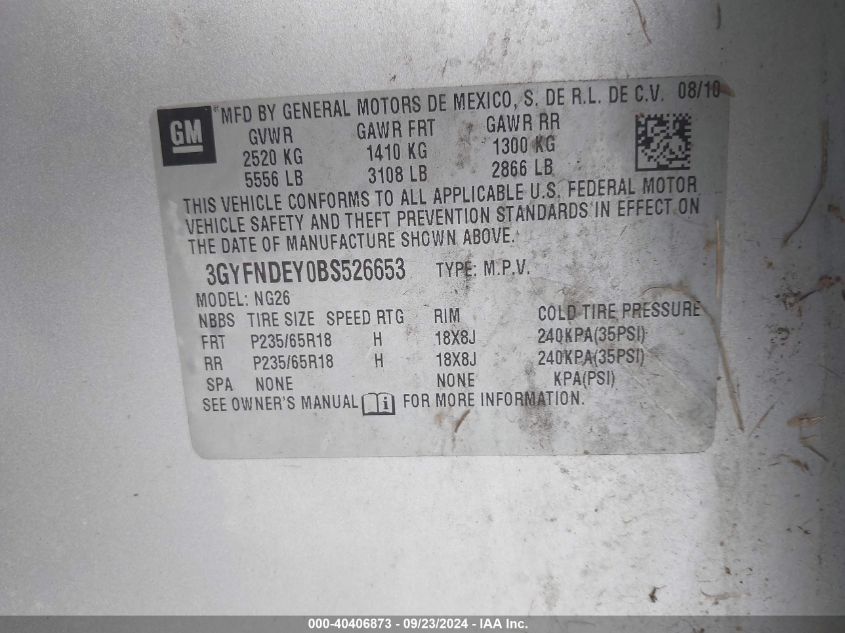 GM
MFD BY GENERAL MOTORS DE MEXICO, S. DE R.L. DE C.V. 08/10
GVWR GAWR FRT GAWR RR
2520 KG 1410 KG 1300 KG
5556 LB 3108 LB 2866 LB
THIS VEHICLE CONFORMS TO ALL APPLICABLE U.S. FEDERAL MOTOR
VEHICLE SAFETY AND THEFT PREVENTION STANDARDS IN EFFECT ON
THE DATE OF MANUFACTURE SHOWN ABOVE.
3GYFNDEY0BS526653 TYPE: M.P.V.
MODEL: NG26
NBBS TIRE SIZE SPEED RTG RIM COLD TIRE PRESSURE
FRT P235/65R18 H 18X8J 240KPA(35PSI)
RR P235/65R18 H 18X8J 240KPA(35PSI)
SPA NONE NONE KPA(PSI)
SEE OWNER'S MANUAL i FOR MORE INFORMATION.
000-40406873 - 09/23/2024 - IAA Inc.